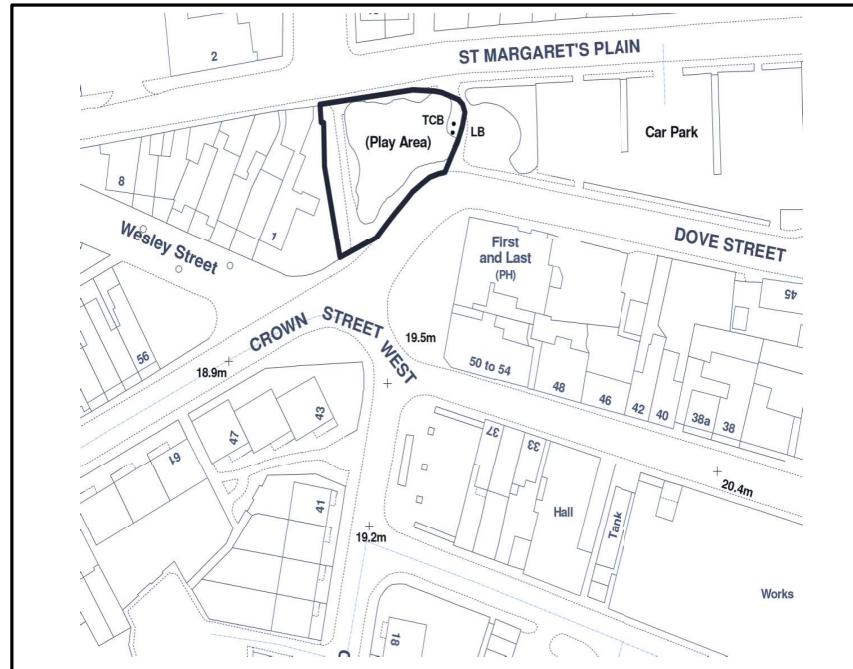 2
ST MARGARET'S PLAIN
TCB
LB
(Play Area)
Car Park
8
1
Wesley Street
DOVE STREET
First
and Last
(PH)
45
CROWN STREET WEST
19.5m
56
18.9m
50 to 54
48
46
42
40
38a
38
47
43
37
33
61
20.4m
41
Hall
Tank
19.2m
Works
18